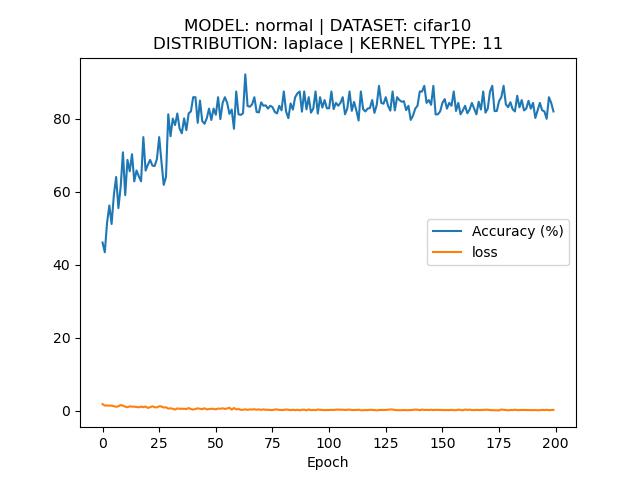 MODEL: normal | DATASET: cifar10
DISTRIBUTION: laplace | KERNEL TYPE: 11
80
60
40
20
0
Accuracy (%)
loss
0 25 50 75 100 125 150 175 200
Epoch